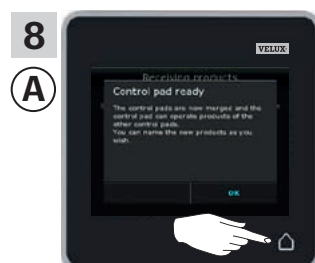 8
A
VELUX
Receiving products
Control pad ready
The control pads are now merged and the
control pad can operate products of the
other control pads.
You can name the new products as you
wish.
OK